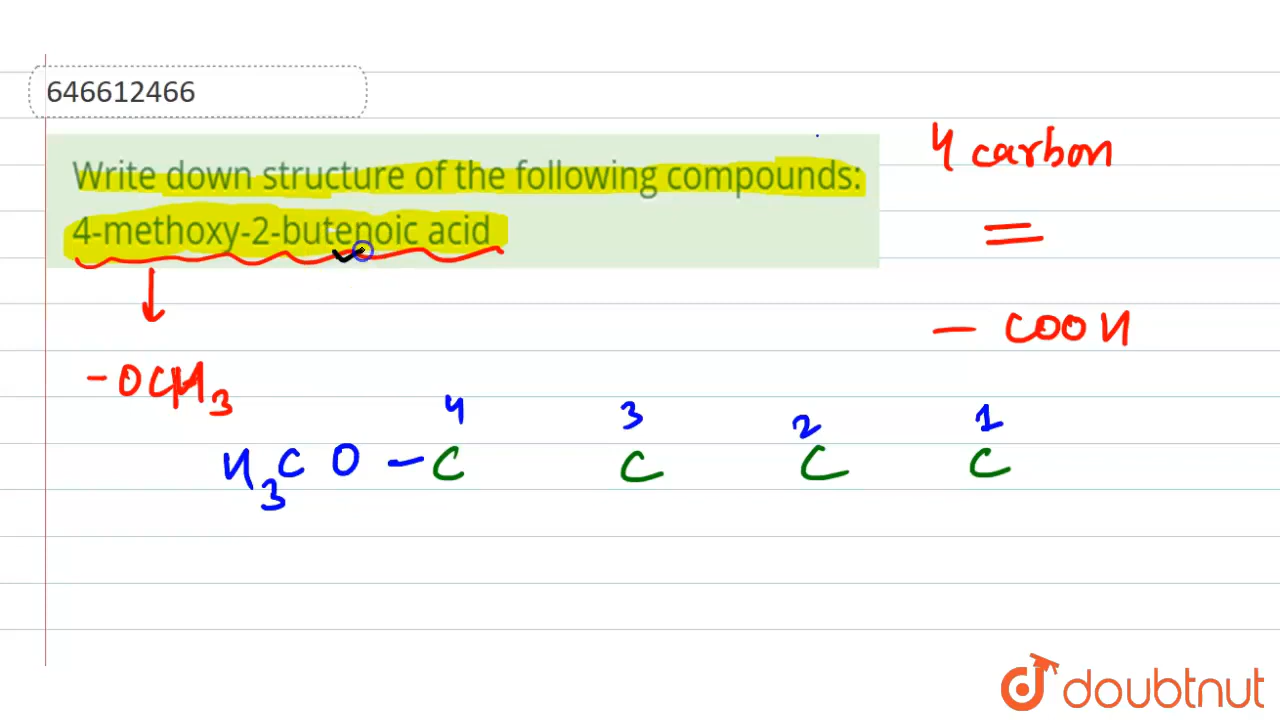 646612466
Write down structure of the following compounds:
4-methoxy-2-butenoic acid
4 carbon
=
- COOH
-OCH3
4 3 2 1
H3C O - C C C C
doubtnut